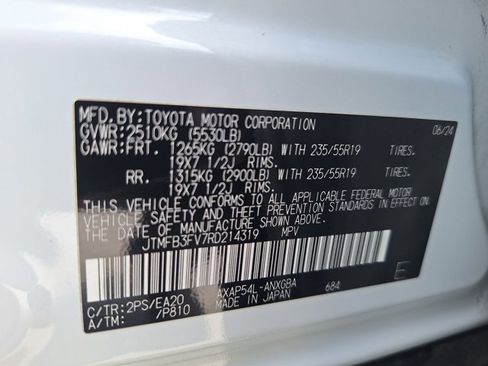 MFD.BY:TOYOTA MOTOR CORPORATION 06/24
GVWR:2510KG (5530LB)
GAWR:FRT. 1265KG (2790LB) WITH 235/55R19 TIRES.
19X7 1/2J RIMS.
RR. 1315KG (2900LB) WITH 235/55R19 TIRES.
19X7 1/2J RIMS.
THIS VEHICLE CONFORMS TO ALL APPLICABLE FEDERAL MOTOR
VEHICLE SAFETY AND THEFT PREVENTION STANDARDS IN EFFECT
ON THE DATE OF MANUFACTURE SHOWN ABOVE.
JTMFB3FV7RD214319 MPV
C/TR:2PS/EA20 AXAP54L-ANXGBA 684 E
A/TM: /P810 MADE IN JAPAN